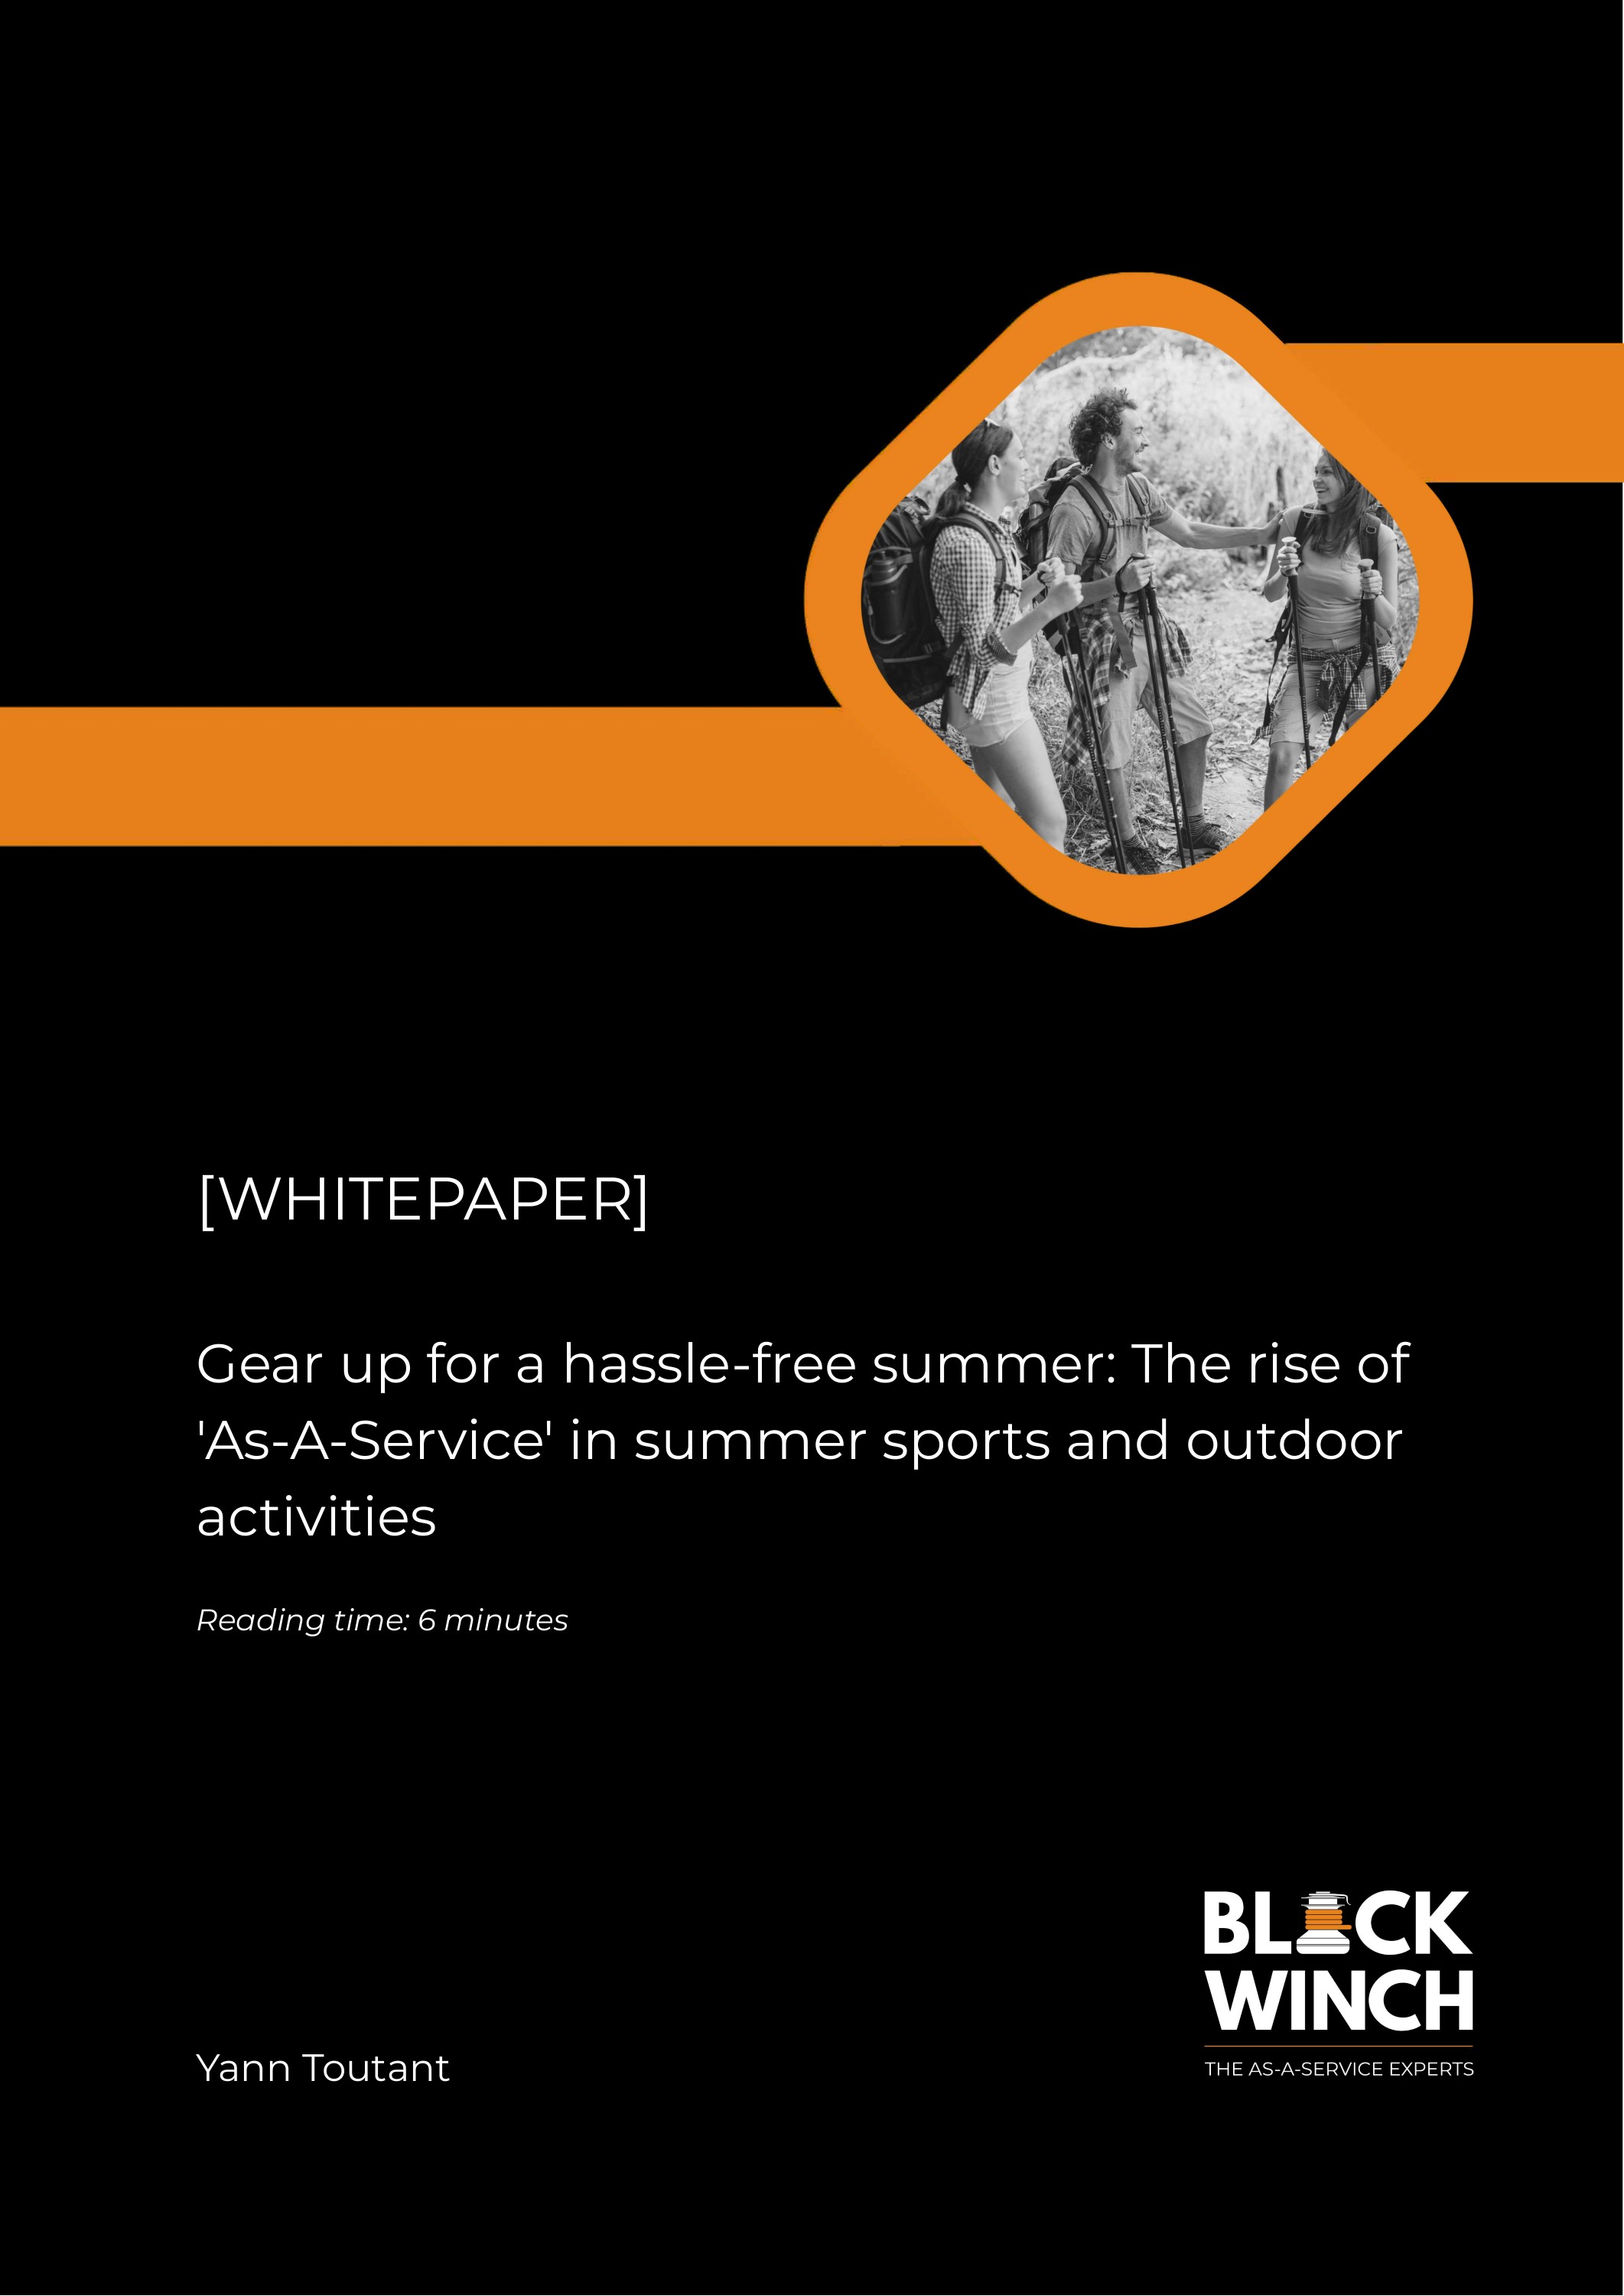 [WHITEPAPER]
Gear up for a hassle-free summer: The rise of
'As-A-Service' in summer sports and outdoor
activities
Reading time: 6 minutes
Yann Toutant
BLACK
WINCH
THE AS-A-SERVICE EXPERTS